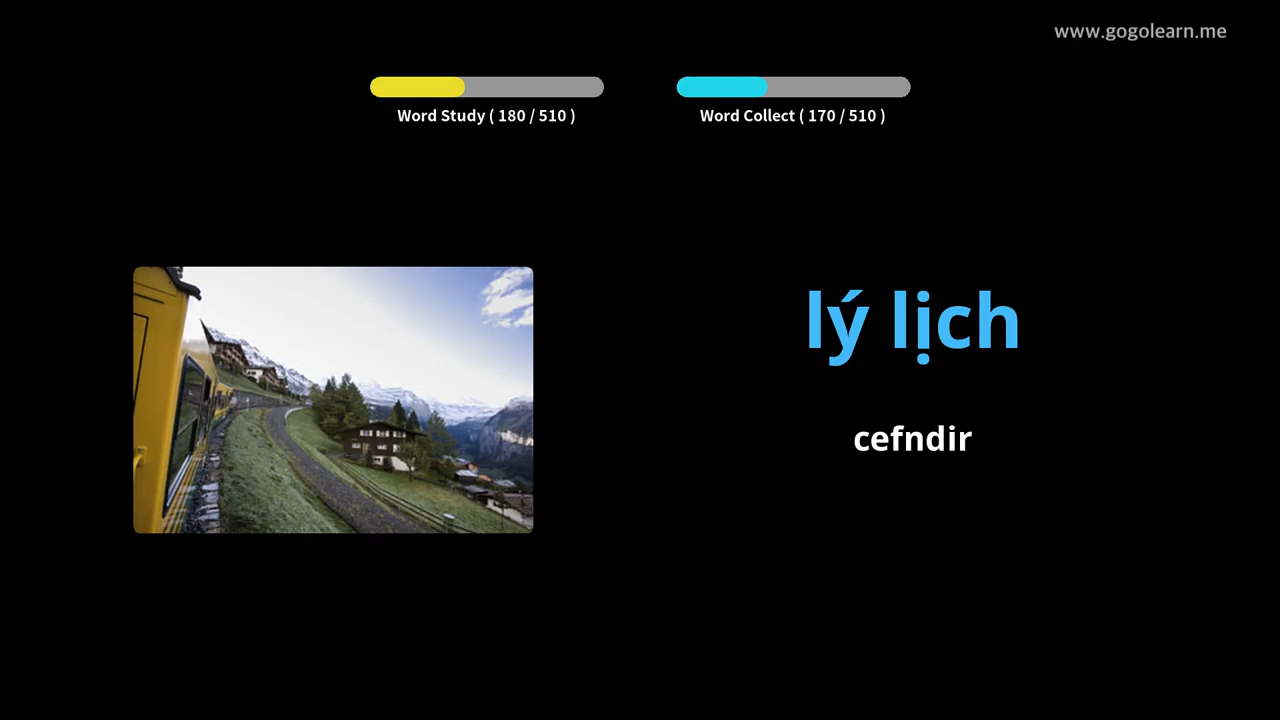 www.gogolearn.me
Word Study ( 180 / 510 )
Word Collect ( 170 / 510 )
lý lịch
cefndir